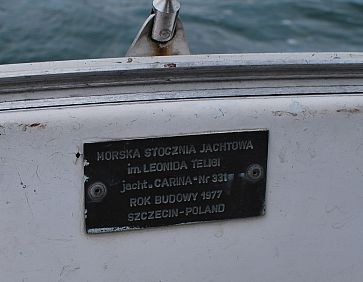 MORSKA STOCZNIA JACHTOWA
im. LEONIDA TELIGI
jacht „CARINA” Nr 331
ROK BUDOWY 1977
SZCZECIN-POLAND